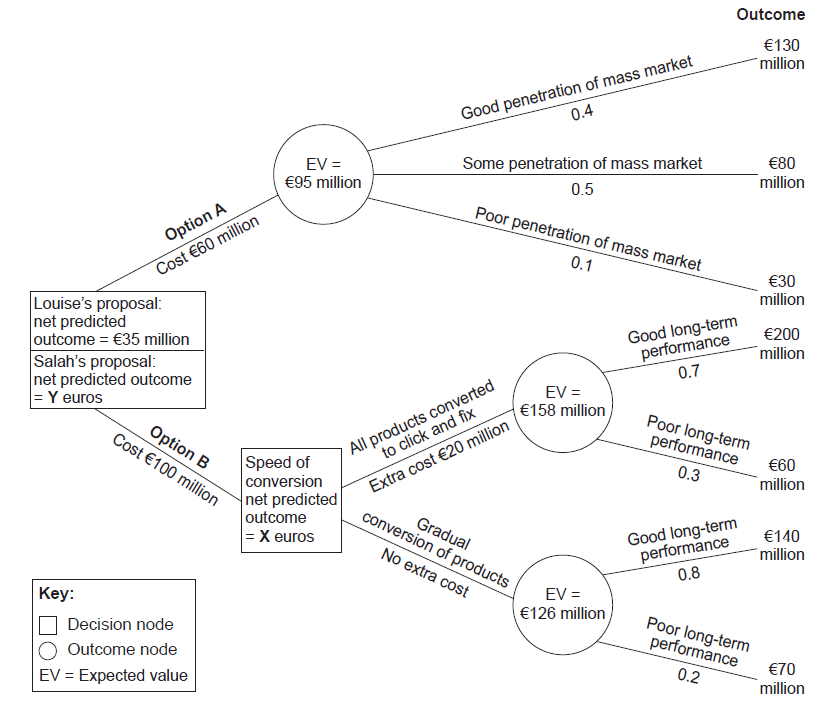 Outcome
€130
million
Good penetration of mass market
0.4
EV =
€95 million
Some penetration of mass market
0.5
€80
million
Option A
Cost €60 million
Poor penetration of mass market
0.1
€30
million
Louise's proposal:
net predicted
outcome = €35 million
Salah's proposal:
net predicted outcome
= Y euros
Good long-term
performance
0.7
€200
million
All products converted
to click and fix
Extra cost €20 million
EV =
€158 million
Poor long-term
performance
0.3
€60
million
Option B
Cost €100 million
Speed of
conversion
net predicted
outcome
= X euros
Gradual
conversion of products
No extra cost
Good long-term
performance
0.8
€140
million
EV =
€126 million
Poor long-term
performance
0.2
€70
million
Key:
Decision node
Outcome node
EV = Expected value